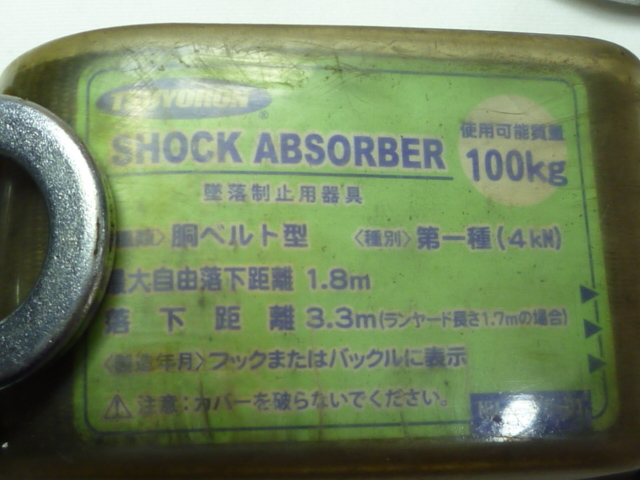 TSUYORON
®
SHOCK ABSORBER
使用可能質量
100kg
墜落制止用器具
胴ベルト型 〈種別〉第一種(4kN)
最大自由落下距離 1.8m
落下距離 3.3m(ランヤード長さ1.7mの場合)
〈製造年月〉フックまたはバックルに表示
注意:カバーを破らないでください。